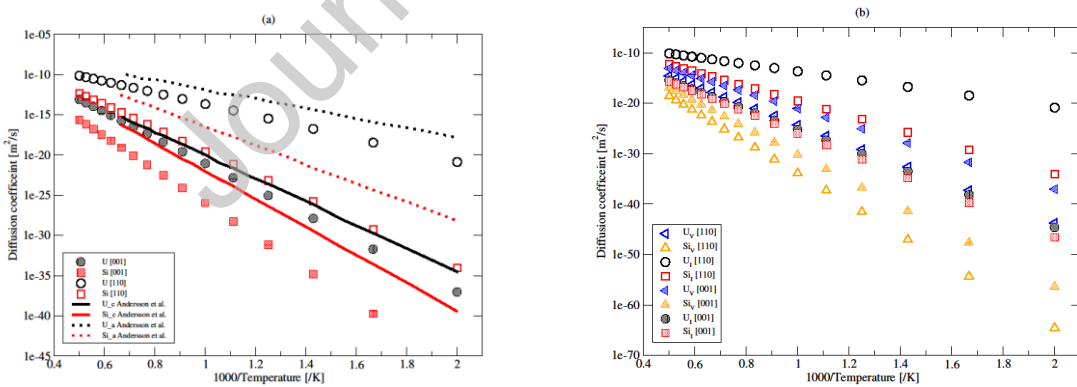 (a)
1e-05
1e-10
1e-15
1e-20
1e-25
1e-30
1e-35
1e-40
1e-45
Diffusion coefficeint [m²/s]
U [001]
Si [001]
U [110]
Si [110]
U_c Andersson et al.
Si_c Andersson et al.
U_a Andersson et al.
Si_a Andersson et al.
0.4 0.6 0.8 1 1.2 1.4 1.6 1.8 2
1000/Temperature [/K]
Jour
(b)
1e-10
1e-20
1e-30
1e-40
1e-50
1e-60
1e-70
Diffusion coefficeint [m²/s]
U_V [110]
Si_V [110]
U_I [110]
Si_I [110]
U_V [001]
Si_V [001]
U_I [001]
Si_I [001]
0.4 0.6 0.8 1 1.2 1.4 1.6 1.8 2
1000/Temperature [/K]